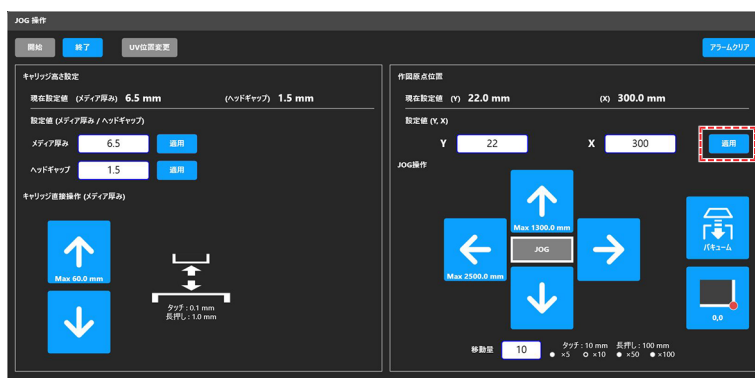 JOG 操作
開始 終了 UV位置変更 アラームクリア
キャリッジ高さ設定
現在設定値 (メディア厚み) 6.5 mm (ヘッドギャップ) 1.5 mm
設定値 (メディア厚み / ヘッドギャップ)
メディア厚み 6.5 適用
ヘッドギャップ 1.5 適用
キャリッジ直接操作 (メディア厚み)
Max 60.0 mm
タッチ : 0.1 mm
長押し : 1.0 mm
作図原点位置
現在設定値 (Y) 22.0 mm (X) 300.0 mm
設定値 (Y, X)
Y 22 X 300 適用
JOG操作
Max 1300.0 mm
JOG
Max 2500.0 mm
バキューム
0,0
移動量 10 タッチ : 10 mm 長押し : 100 mm
×5 ×10 ×50 ×100